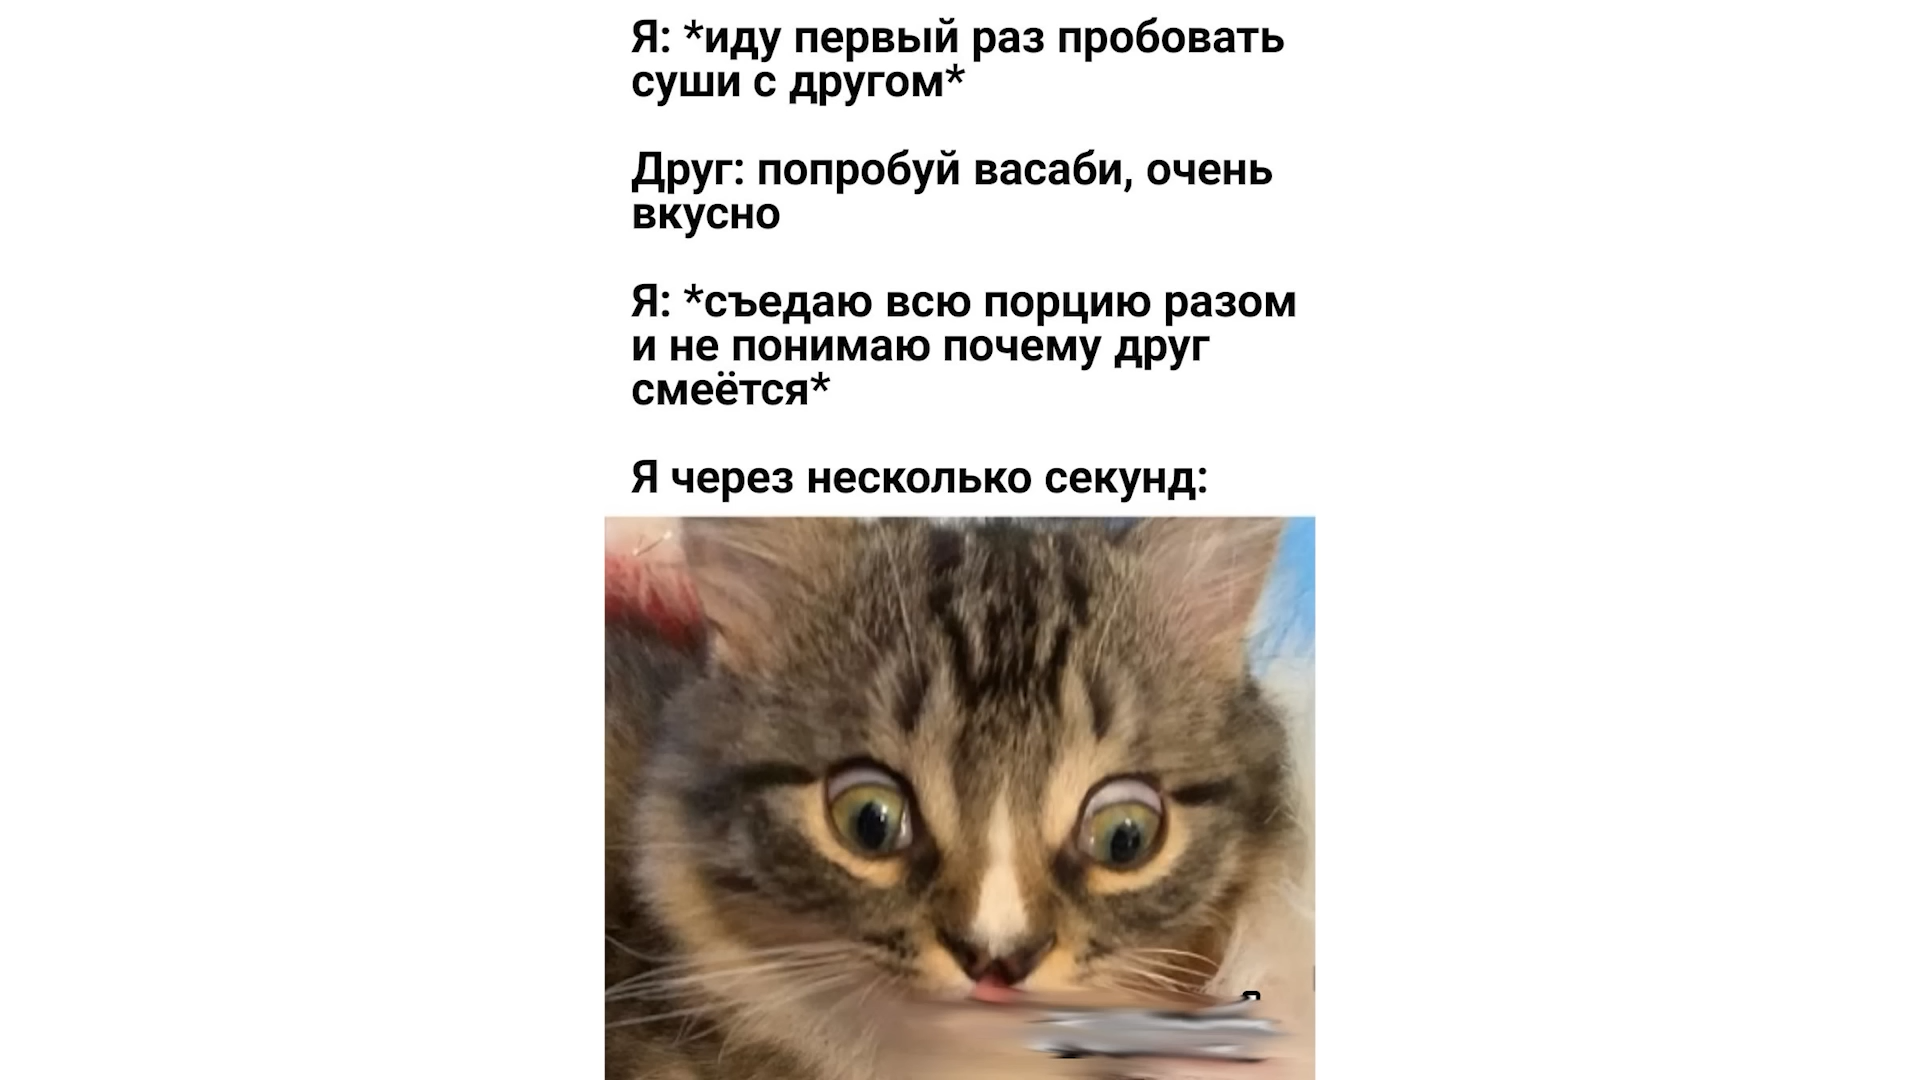 Я: *иду первый раз пробовать
суши с другом*
Друг: попробуй васаби, очень
вкусно
Я: *съедаю всю порцию разом
и не понимаю почему друг
смеётся*
Я через несколько секунд: